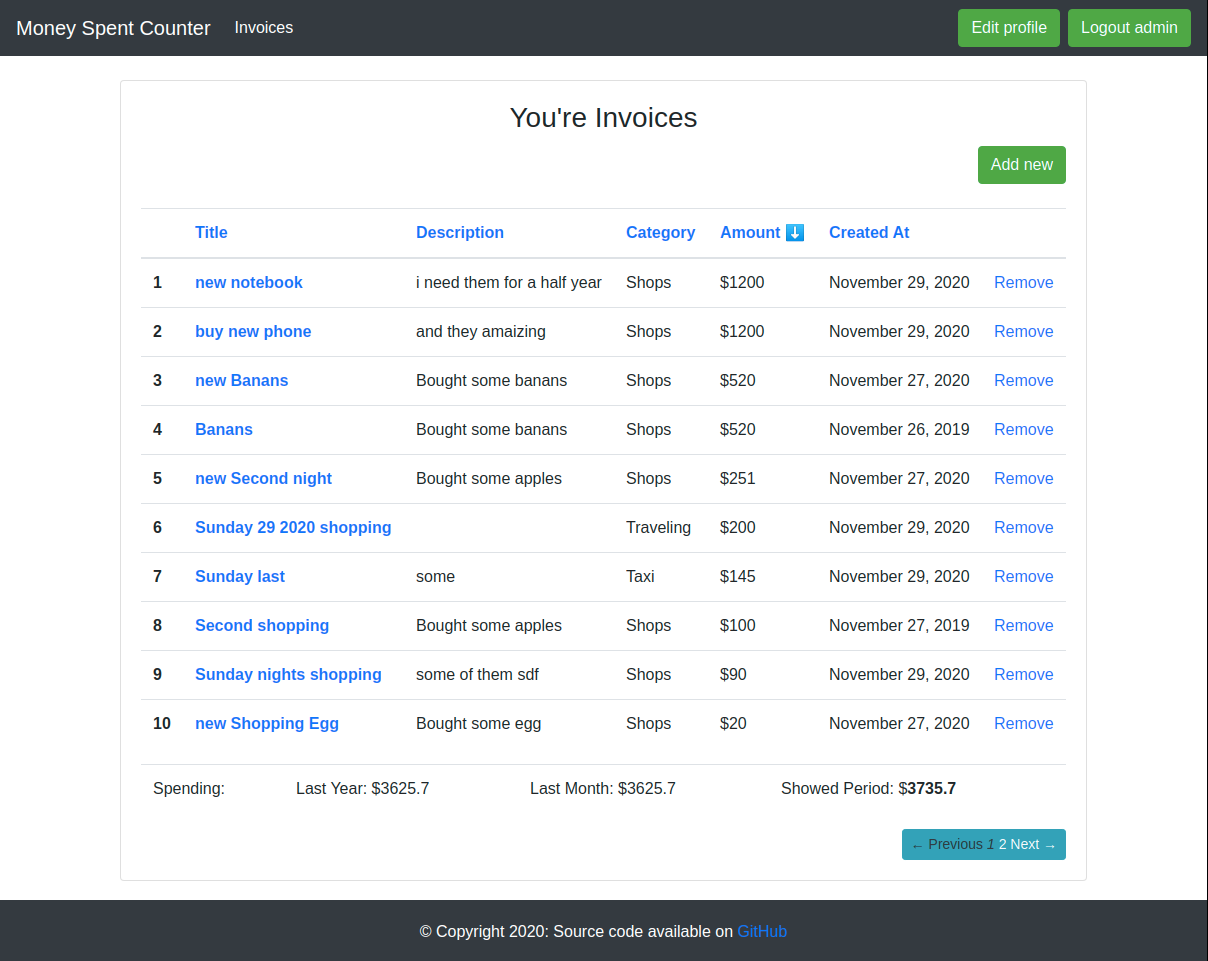 Money Spent Counter Invoices Edit profile Logout admin
You're Invoices
Add new
Title Description Category Amount ⬇ Created At
1 new notebook i need them for a half year Shops $1200 November 29, 2020 Remove
2 buy new phone and they amaizing Shops $1200 November 29, 2020 Remove
3 new Banans Bought some banans Shops $520 November 27, 2020 Remove
4 Banans Bought some banans Shops $520 November 26, 2019 Remove
5 new Second night Bought some apples Shops $251 November 27, 2020 Remove
6 Sunday 29 2020 shopping Traveling $200 November 29, 2020 Remove
7 Sunday last some Taxi $145 November 29, 2020 Remove
8 Second shopping Bought some apples Shops $100 November 27, 2019 Remove
9 Sunday nights shopping some of them sdf Shops $90 November 29, 2020 Remove
10 new Shopping Egg Bought some egg Shops $20 November 27, 2020 Remove
Spending: Last Year: $3625.7 Last Month: $3625.7 Showed Period: $3735.7
← Previous 1 2 Next →
© Copyright 2020: Source code available on GitHub